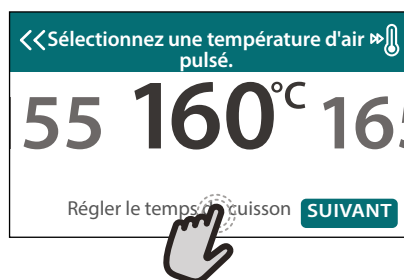 Sélectionnez une température d'air
pulsé.
55 160°C 165
Régler le temps de cuisson SUIVANT